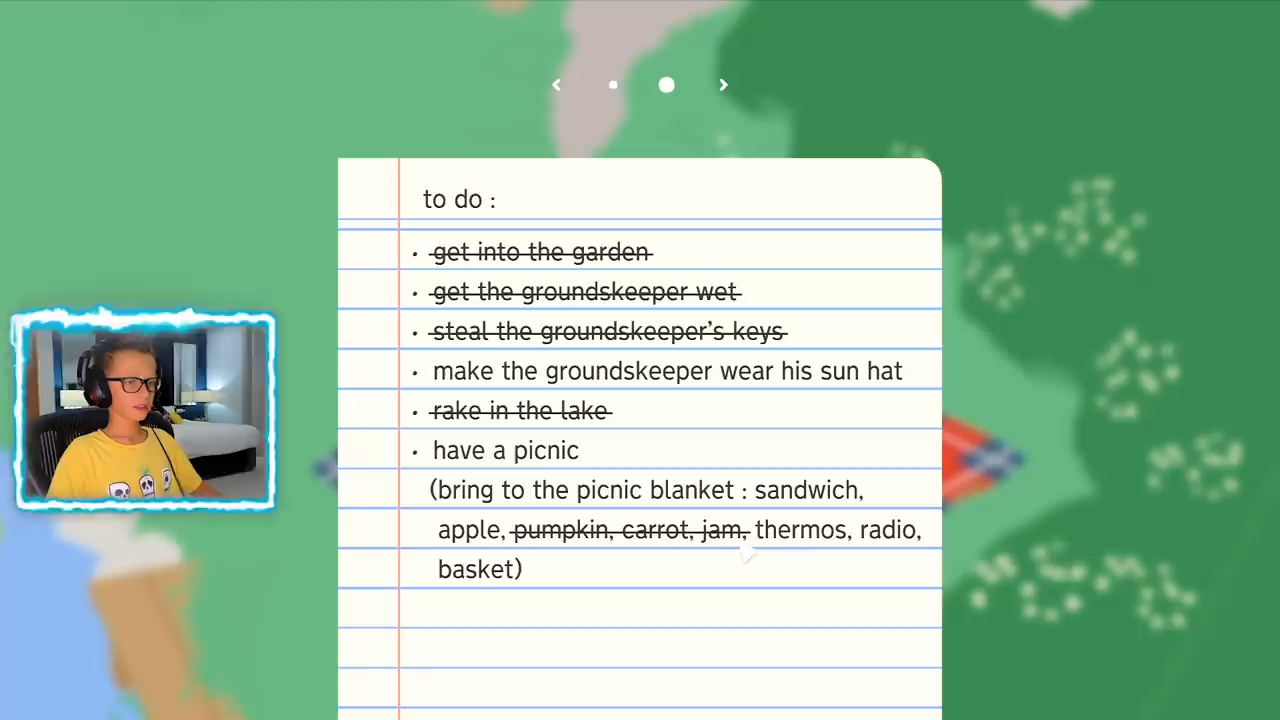 to do :
· get into the garden
· get the groundskeeper wet
· steal the groundskeeper's keys
· make the groundskeeper wear his sun hat
· rake in the lake
· have a picnic
(bring to the picnic blanket : sandwich,
apple, pumpkin, carrot, jam, thermos, radio,
basket)